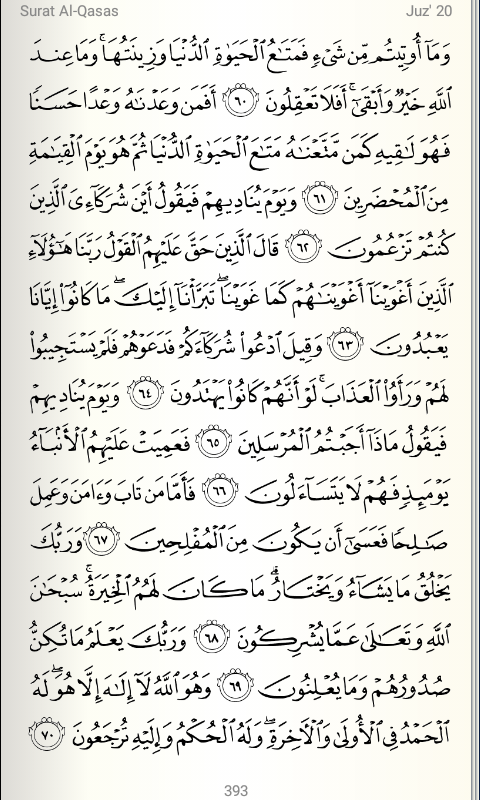 Surat Al-Qasas Juz' 20
وَمَآ أُوتِيتُم مِّن شَىْءٍ فَمَتَـٰعُ ٱلْحَيَوٰةِ ٱلدُّنْيَا وَزِينَتُهَا ۚ وَمَا عِندَ
ٱللَّهِ خَيْرٌ وَأَبْقَىٰٓ ۚ أَفَلَا تَعْقِلُونَ ٦٠ أَفَمَن وَعَدْنَـٰهُ وَعْدًا حَسَنًا
فَهُوَ لَـٰقِيهِ كَمَن مَّتَّعْنَـٰهُ مَتَـٰعَ ٱلْحَيَوٰةِ ٱلدُّنْيَا ثُمَّ هُوَ يَوْمَ ٱلْقِيَـٰمَةِ
مِنَ ٱلْمُحْضَرِينَ ٦١ وَيَوْمَ يُنَادِيهِمْ فَيَقُولُ أَيْنَ شُرَكَآءِىَ ٱلَّذِينَ
كُنتُمْ تَزْعُمُونَ ٦٢ قَالَ ٱلَّذِينَ حَقَّ عَلَيْهِمُ ٱلْقَوْلُ رَبَّنَا هَـٰٓؤُلَآءِ
ٱلَّذِينَ أَغْوَيْنَآ أَغْوَيْنَـٰهُمْ كَمَا غَوَيْنَا ۖ تَبَرَّأْنَآ إِلَيْكَ ۖ مَا كَانُوٓا۟ إِيَّانَا
يَعْبُدُونَ ٦٣ وَقِيلَ ٱدْعُوا۟ شُرَكَآءَكُمْ فَدَعَوْهُمْ فَلَمْ يَسْتَجِيبُوا۟
لَهُمْ وَرَأَوُا۟ ٱلْعَذَابَ ۚ لَوْ أَنَّهُمْ كَانُوا۟ يَهْتَدُونَ ٦٤ وَيَوْمَ يُنَادِيهِمْ
فَيَقُولُ مَاذَآ أَجَبْتُمُ ٱلْمُرْسَلِينَ ٦٥ فَعَمِيَتْ عَلَيْهِمُ ٱلْأَنۢبَآءُ
يَوْمَئِذٍ فَهُمْ لَا يَتَسَآءَلُونَ ٦٦ فَأَمَّا مَن تَابَ وَءَامَنَ وَعَمِلَ
صَـٰلِحًا فَعَسَىٰٓ أَن يَكُونَ مِنَ ٱلْمُفْلِحِينَ ٦٧ وَرَبُّكَ
يَخْلُقُ مَا يَشَآءُ وَيَخْتَارُ ۗ مَا كَانَ لَهُمُ ٱلْخِيَرَةُ ۚ سُبْحَـٰنَ
ٱللَّهِ وَتَعَـٰلَىٰ عَمَّا يُشْرِكُونَ ٦٨ وَرَبُّكَ يَعْلَمُ مَا تُكِنُّ
صُدُورُهُمْ وَمَا يُعْلِنُونَ ٦٩ وَهُوَ ٱللَّهُ لَآ إِلَـٰهَ إِلَّا هُوَ ۖ لَهُ
ٱلْحَمْدُ فِى ٱلْأُولَىٰ وَٱلْـَٔاخِرَةِ ۖ وَلَهُ ٱلْحُكْمُ وَإِلَيْهِ تُرْجَعُونَ ٧٠
393